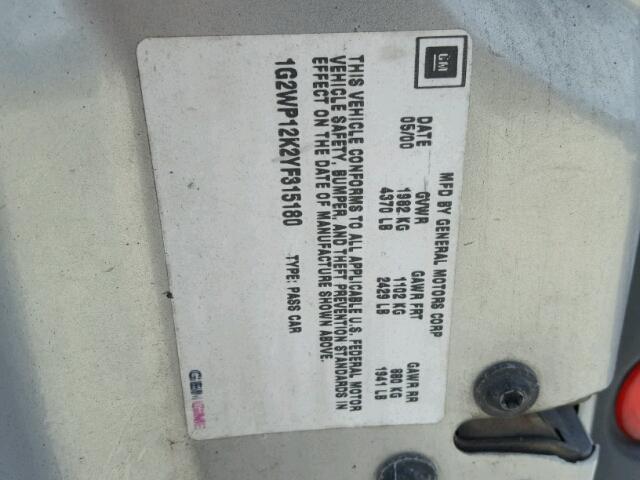 GM
MFD BY GENERAL MOTORS CORP
DATE GVWR GAWR FRT GAWR RR
05/00 1982 KG 1102 KG 880 KG
4370 LB 2429 LB 1941 LB
THIS VEHICLE CONFORMS TO ALL APPLICABLE U.S. FEDERAL MOTOR
VEHICLE SAFETY, BUMPER, AND THEFT PREVENTION STANDARDS IN
EFFECT ON THE DATE OF MANUFACTURE SHOWN ABOVE.
1G2WP12K2YF315180 TYPE: PASS CAR